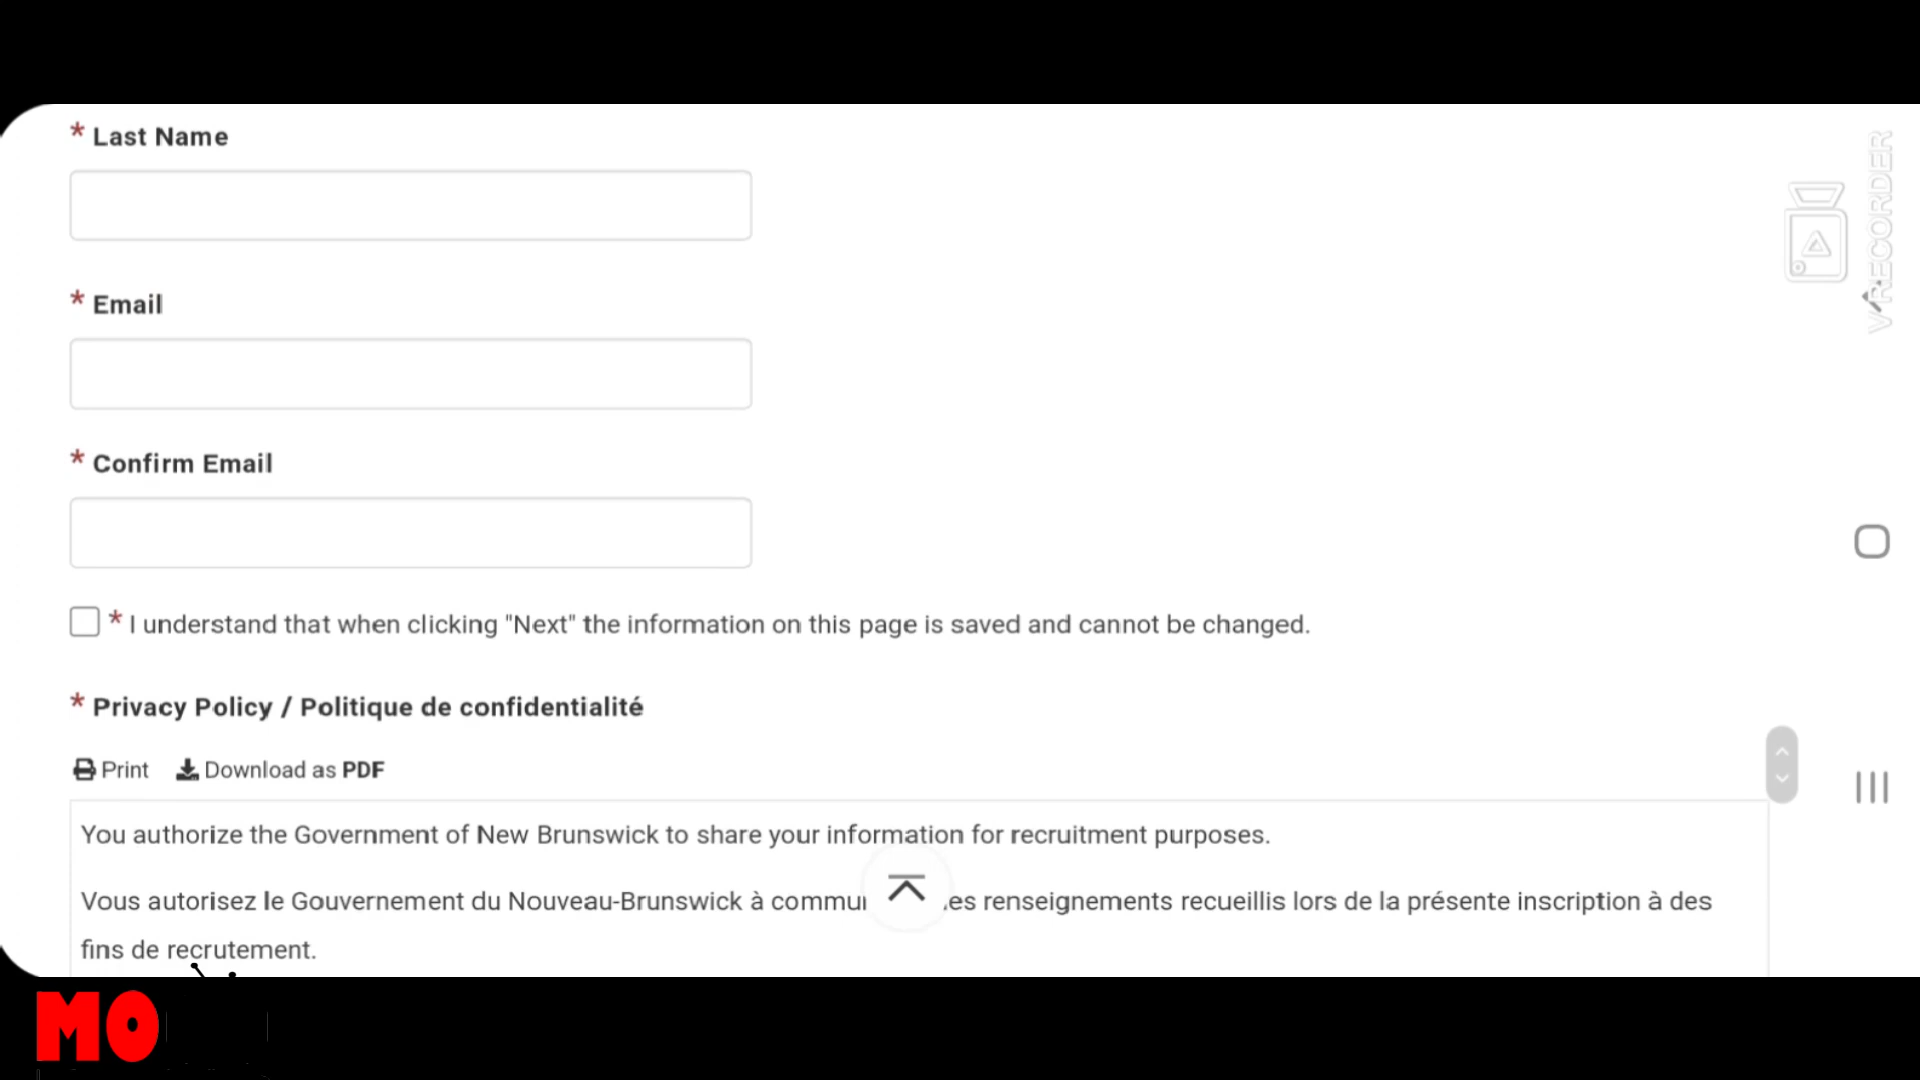 * Last Name
* Email
* Confirm Email
* I understand that when clicking "Next" the information on this page is saved and cannot be changed.
* Privacy Policy / Politique de confidentialité
Print Download as PDF
You authorize the Government of New Brunswick to share your information for recruitment purposes.
Vous autorisez le Gouvernement du Nouveau-Brunswick à renseignements recueillis lors de la présente inscription à des
fins de recrutement.
VRECORDER
MO